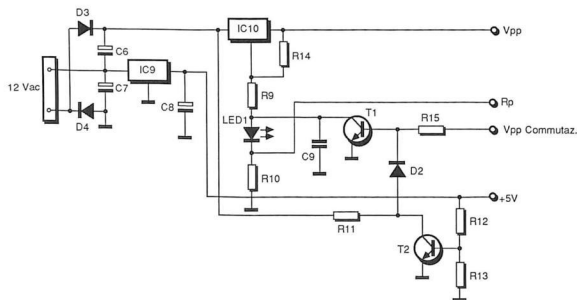 D3
IC10
Vpp
C6
R14
12 Vac
IC9
C7
R9
Rp
C8
LED1
T1
R15
D4
Vpp Commutaz.
C9
D2
R10
+5V
R11
R12
T2
R13